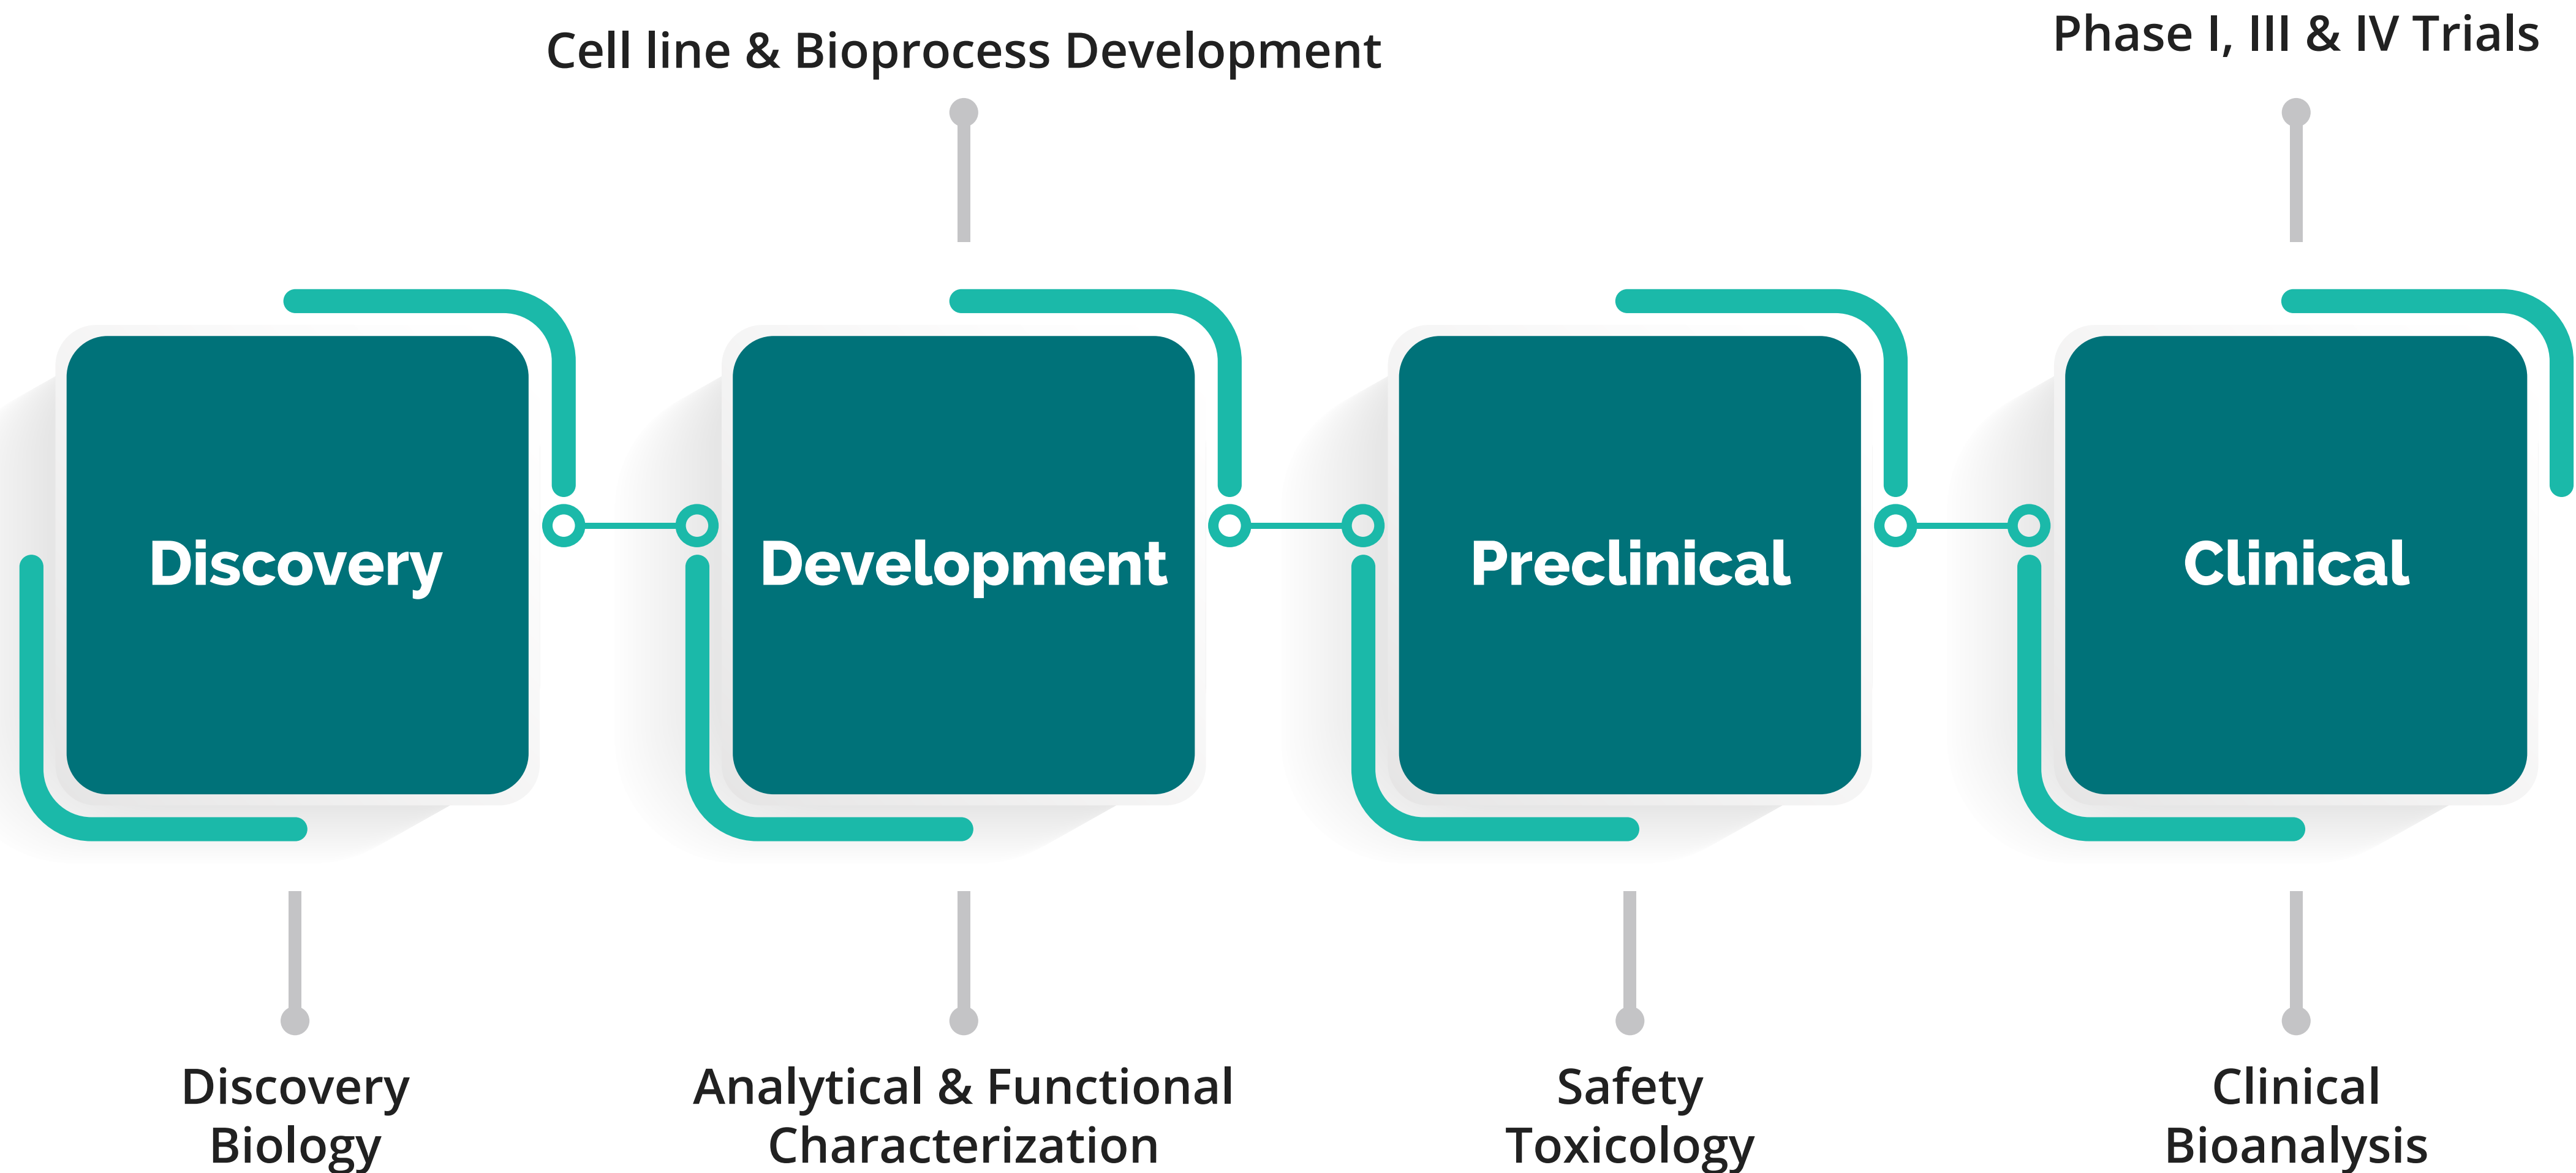 Cell line & Bioprocess Development
Phase I, III & IV Trials
Discovery
Development
Preclinical
Clinical
Discovery
Biology
Analytical & Functional
Characterization
Safety
Toxicology
Clinical
Bioanalysis